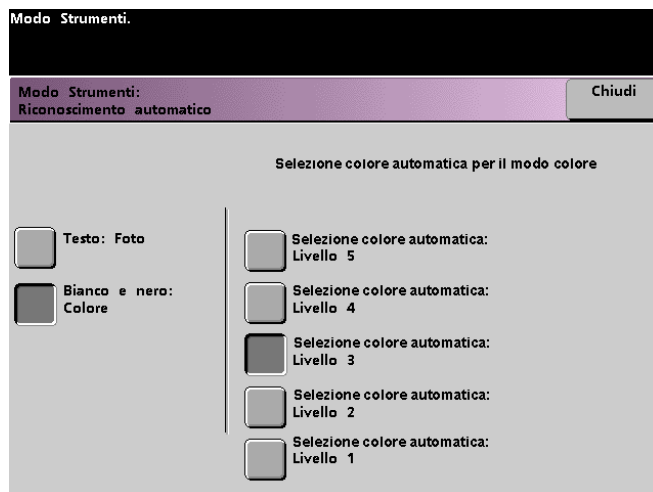 Modo Strumenti.
Modo Strumenti:
Riconoscimento automatico
Chiudi
Selezione colore automatica per il modo colore
Testo: Foto
Bianco e nero:
Colore
Selezione colore automatica:
Livello 5
Selezione colore automatica:
Livello 4
Selezione colore automatica:
Livello 3
Selezione colore automatica:
Livello 2
Selezione colore automatica:
Livello 1